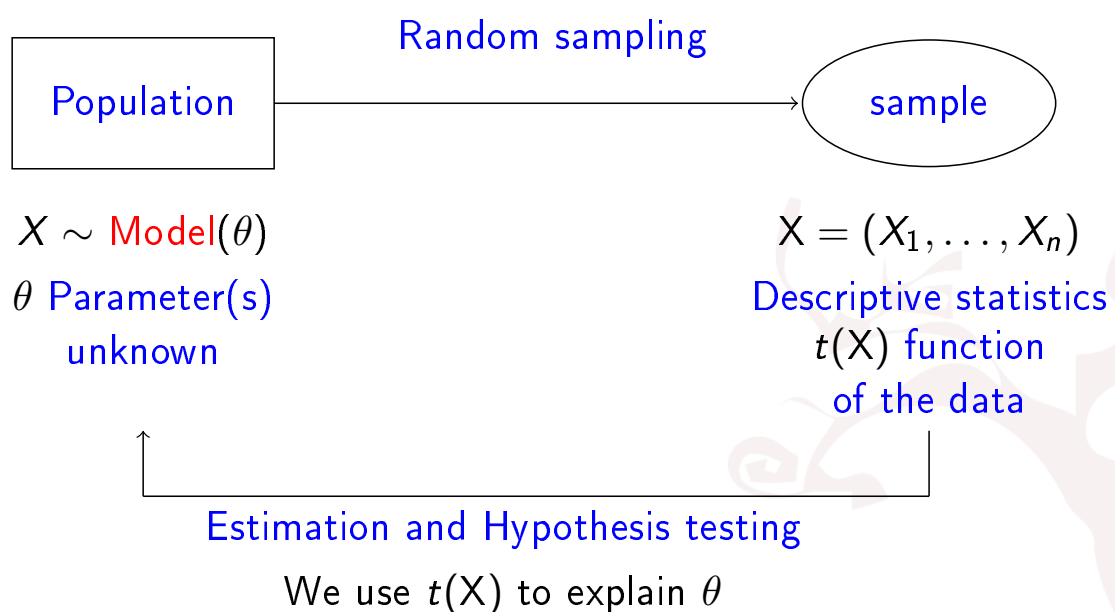 Random sampling
Population
sample
X ∼ Model(θ)
θ Parameter(s)
unknown
X = (X₁, . . . , Xₙ)
Descriptive statistics
t(X) function
of the data
Estimation and Hypothesis testing
We use t(X) to explain θ